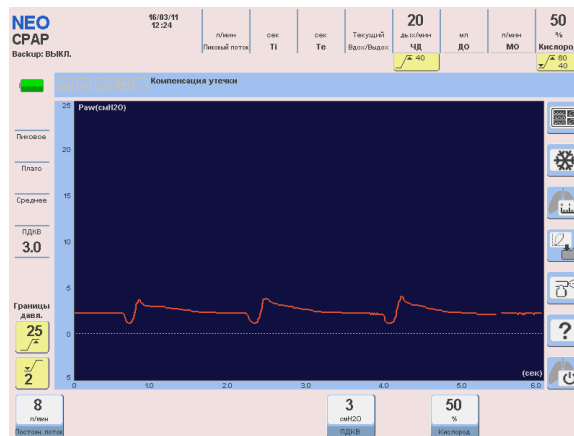 NEO
CPAP
Backup: ВЫКЛ.
16/03/11
12:24
л/мин
Пиковый поток
сек
Ti
сек
Te
Текущий
Вдох/Выдох
20
дых/мин
ЧД
40
мл
ДО
л/мин
МО
50
%
Кислород
60
40
Компенсация утечки
Пиковое
Плато
Среднее
ПДКВ
3.0
Границы
давл.
25
2
Paw(смH2O)
25
20
15
10
5
0
5
0
1.0
2.0
3.0
4.0
5.0
6.0
(сек)
?
8
л/мин
Постоян. пото
3
смH2O
ПДКВ
50
%
Кислород